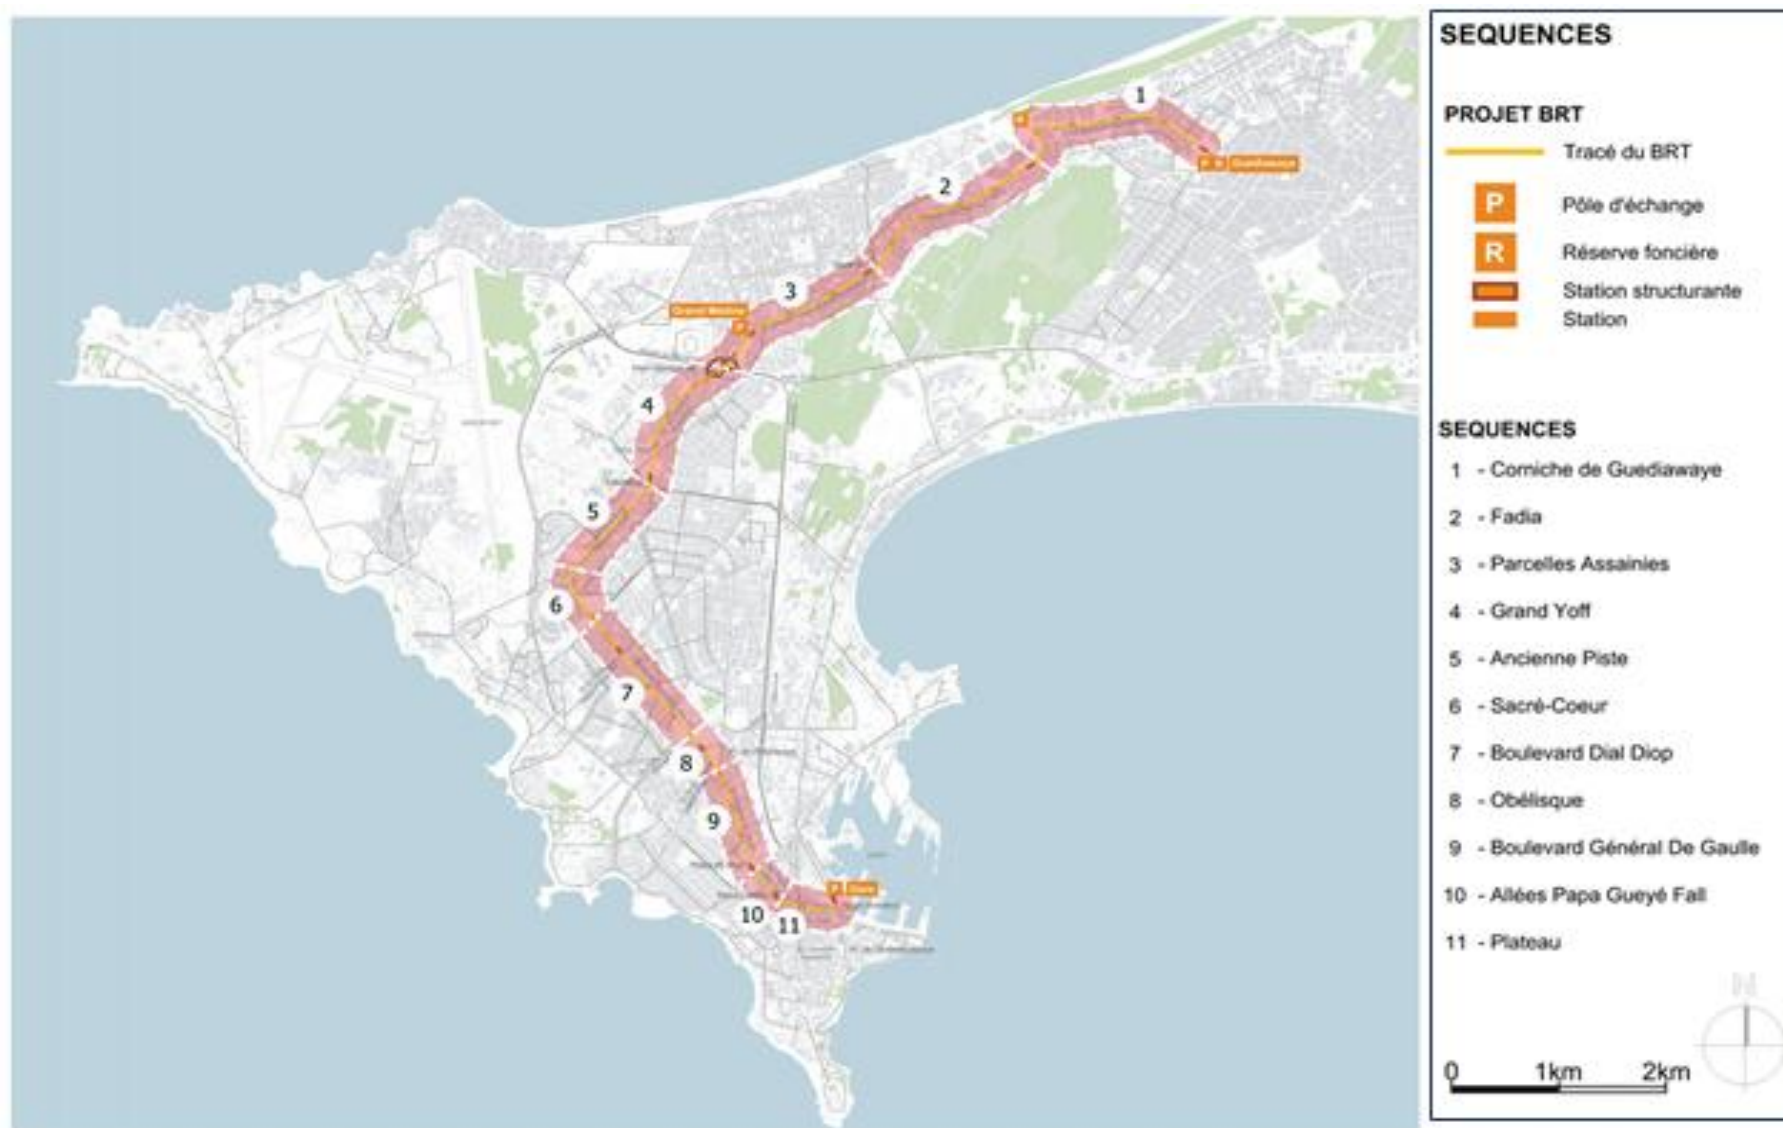 1
Guediawaye
2
3
Grand Médine
P
4
5
6
7
8
9
10
11
P
SEQUENCES
PROJET BRT
Tracé du BRT
P Pôle d'échange
R Réserve foncière
Station structurante
Station
SEQUENCES
1 - Corniche de Guediawaye
2 - Fadia
3 - Parcelles Assainies
4 - Grand Yoff
5 - Ancienne Piste
6 - Sacré-Coeur
7 - Boulevard Dial Diop
8 - Obélisque
9 - Boulevard Général De Gaulle
10 - Allées Papa Gueyé Fall
11 - Plateau
N
0 1km 2km